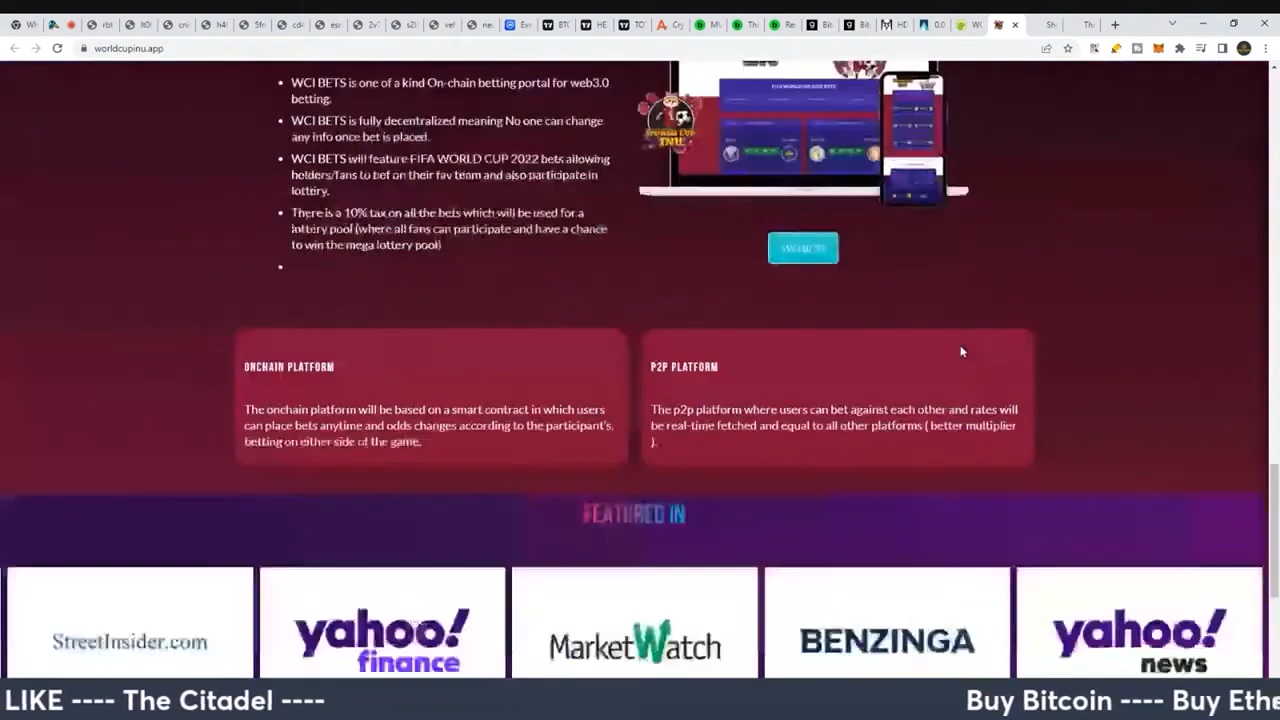 worldcupinu.app
WCI BETS is one of a kind On-chain betting portal for web3.0
betting.
WCI BETS is fully decentralized meaning No one can change
any info once bet is placed.
WCI BETS will feature FIFA WORLD CUP 2022 bets allowing
holders/fans to bet on their fav team and also participate in
lottery.
There is a 10% tax on all the bets which will be used for a
lottery pool (where all fans can participate and have a chance
to win the mega lottery pool)
ONCHAIN PLATFORM
The onchain platform will be based on a smart contract in which users
can place bets anytime and odds changes according to the participant's,
betting on either side of the game.
P2P PLATFORM
The p2p platform where users can bet against each other and rates will
be real-time fetched and equal to all other platforms ( better multiplier
).
FEATURED IN
StreetInsider.com
yahoo!
finance
MarketWatch
BENZINGA
yahoo!
news
LIKE ---- The Citadel ----
Buy Bitcoin ---- Buy Ethe